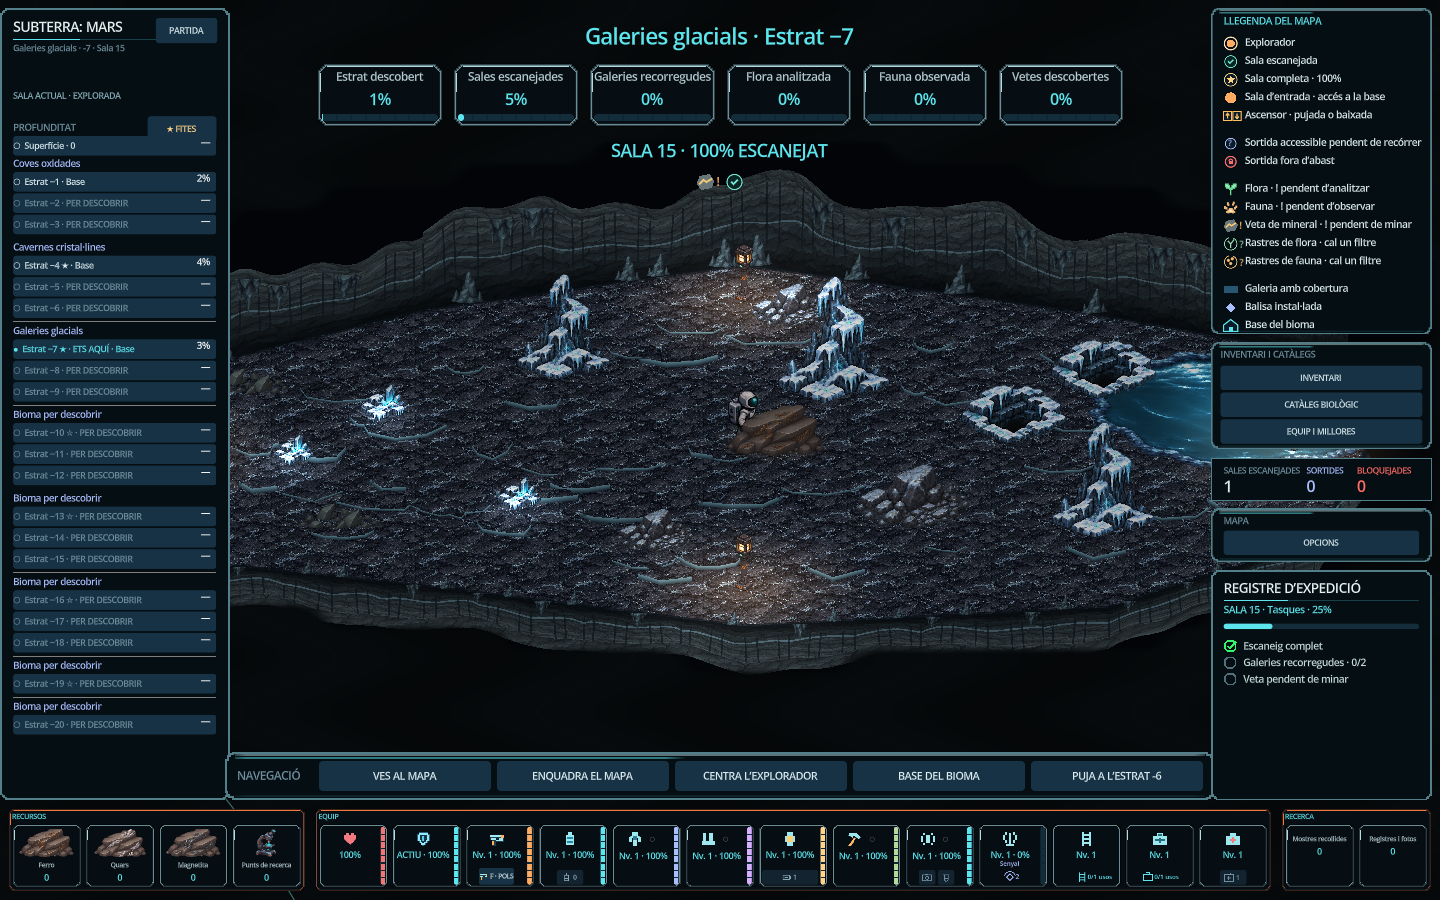 SUBTERRA: MARS
PARTIDA
Galeries glacials · -7 · Sala 15
SALA ACTUAL · EXPLORADA
PROFUNDITAT
★ FITES
Superfície · 0 —
Coves oxidades
Estrat −1 · Base 2%
Estrat −2 · PER DESCOBRIR —
Estrat −3 · PER DESCOBRIR —
Cavernes cristal·lines
Estrat −4 ★ · Base 4%
Estrat −5 · PER DESCOBRIR —
Estrat −6 · PER DESCOBRIR —
Galeries glacials
Estrat −7 ★ · ETS AQUÍ · Base 3%
Estrat −8 · PER DESCOBRIR —
Estrat −9 · PER DESCOBRIR —
Bioma per descobrir
Estrat −10 ☆ · PER DESCOBRIR —
Estrat −11 · PER DESCOBRIR —
Estrat −12 · PER DESCOBRIR —
Bioma per descobrir
Estrat −13 ☆ · PER DESCOBRIR —
Estrat −14 · PER DESCOBRIR —
Estrat −15 · PER DESCOBRIR —
Bioma per descobrir
Estrat −16 ☆ · PER DESCOBRIR —
Estrat −17 · PER DESCOBRIR —
Estrat −18 · PER DESCOBRIR —
Bioma per descobrir
Estrat −19 ☆ · PER DESCOBRIR —
Bioma per descobrir
Estrat −20 · PER DESCOBRIR —
Galeries glacials · Estrat −7
Estrat descobert
1%
Sales escanejades
5%
Galeries recorregudes
0%
Flora analitzada
0%
Fauna observada
0%
Vetes descobertes
0%
SALA 15 · 100% ESCANEJAT
!
LLEGENDA DEL MAPA
Explorador
Sala escanejada
Sala completa · 100%
Sala d'entrada · accés a la base
Ascensor · pujada o baixada
Sortida accessible pendent de recórrer
Sortida fora d'abast
Flora · ! pendent d'analitzar
Fauna · ! pendent d'observar
! Veta de mineral · ! pendent de minar
? Rastres de flora · cal un filtre
? Rastres de fauna · cal un filtre
Galeria amb cobertura
Balisa instal·lada
Base del bioma
INVENTARI I CATÀLEGS
INVENTARI
CATÀLEG BIOLÒGIC
EQUIP I MILLORES
SALES ESCANEJADES SORTIDES BLOQUEJADES
1 0 0
MAPA
OPCIONS
REGISTRE D'EXPEDICIÓ
SALA 15 · Tasques · 25%
Escaneig complet
Galeries recorregudes · 0/2
Veta pendent de minar
NAVEGACIÓ
VES AL MAPA
ENQUADRA EL MAPA
CENTRA L'EXPLORADOR
BASE DEL BIOMA
PUJA A L'ESTRAT -6
RECURSOS
Ferro
0
Quars
0
Magnetita
0
Punts de recerca
0
EQUIP
100%
ACTIU · 100%
Nv. 1 · 100%
F · POLS
Nv. 1 · 100%
0
Nv. 1 · 100%
Nv. 1 · 100%
Nv. 1 · 100%
1
Nv. 1 · 100%
Nv. 1 · 100%
Nv. 1 · 0%
Senyal
2
Nv. 1
0/1 usos
Nv. 1
0/1 usos
Nv. 1
1
RECERCA
Mostres recollides
0
Registres i fotos
0